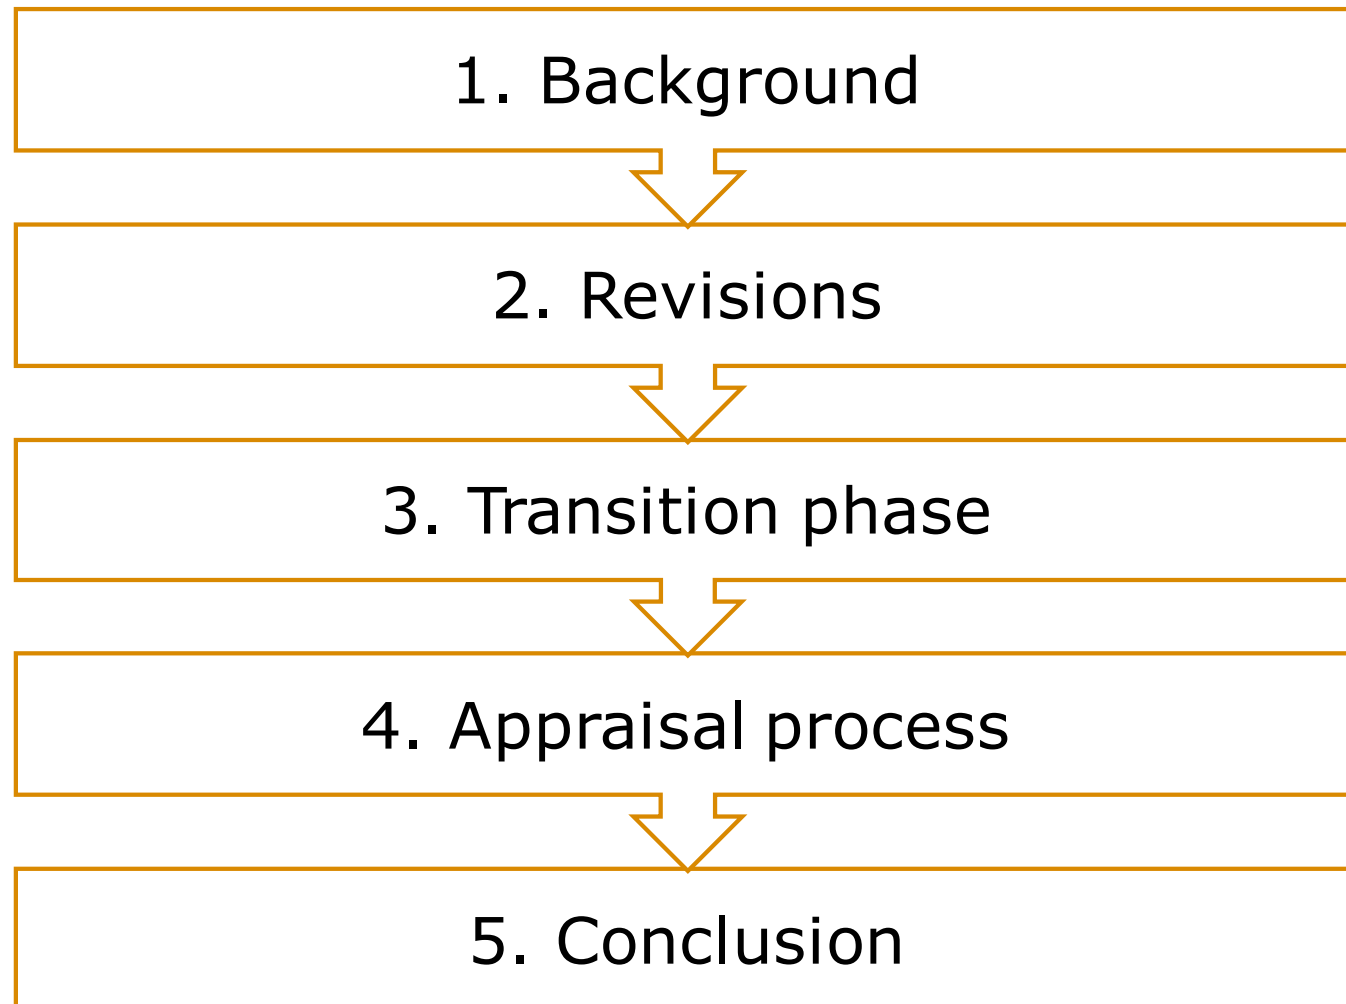 1. Background
2. Revisions
3. Transition phase
4. Appraisal process
5. Conclusion